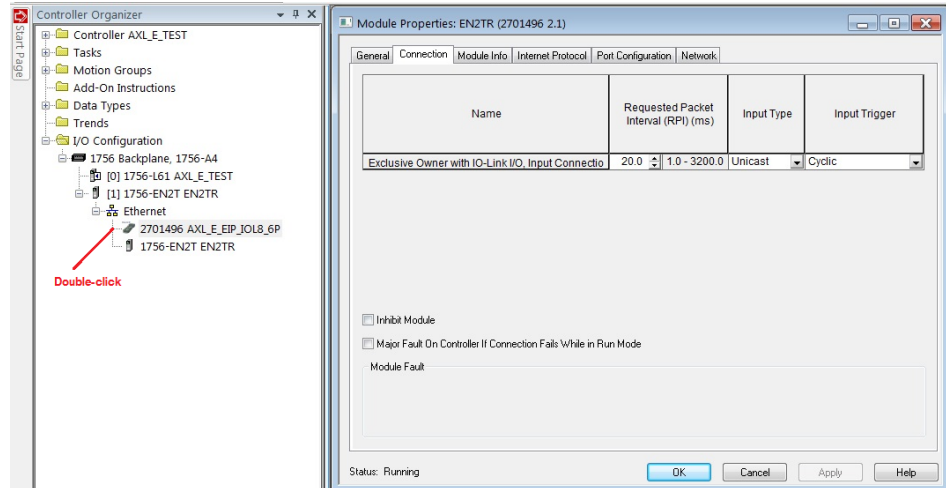 Start Page
Controller Organizer
Controller AXL_E_TEST
Tasks
Motion Groups
Add-On Instructions
Data Types
Trends
I/O Configuration
1756 Backplane, 1756-A4
[0] 1756-L61 AXL_E_TEST
[1] 1756-EN2T EN2TR
Ethernet
2701496 AXL_E_EIP_IOL8_6P
1756-EN2T EN2TR
Double-click
Module Properties: EN2TR (2701496 2.1)
General Connection Module Info Internet Protocol Port Configuration Network
Name Requested Packet Interval (RPI) (ms) Input Type Input Trigger
Exclusive Owner with IO-Link I/O, Input Connectio 20.0 1.0 - 3200.0 Unicast Cyclic
Inhibit Module
Major Fault On Controller If Connection Fails While in Run Mode
Module Fault
Status: Running
OK Cancel Apply Help